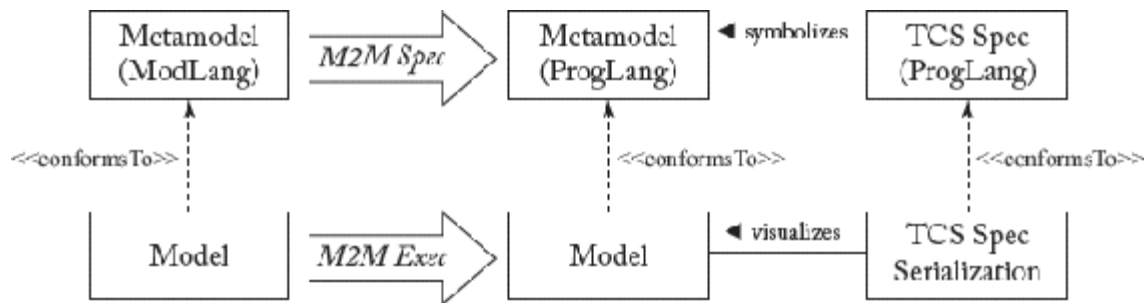 Metamodel
(ModLang)
M2M Spec
Metamodel
(ProgLang)
◄ symbolizes
TCS Spec
(ProgLang)
<<conformsTo>>
<<conformsTo>>
<<conformsTo>>
Model
M2M Exec
Model
◄ visualizes
TCS Spec
Serialization